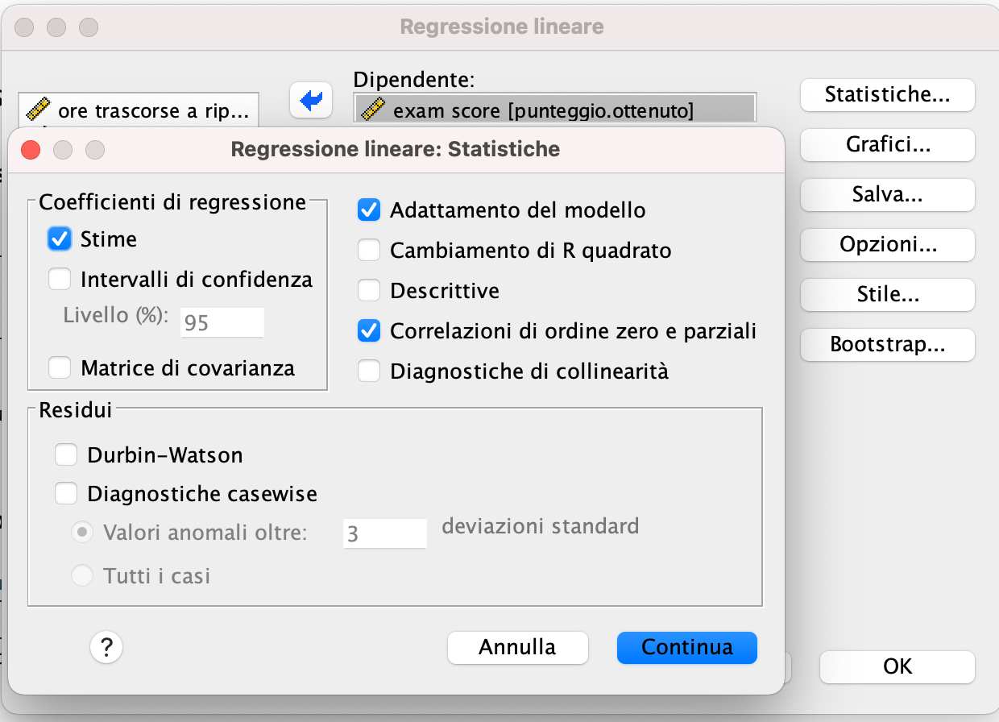 Regressione lineare
Dipendente:
ore trascorse a rip...
exam score [punteggio.ottenuto]
Statistiche...
Grafici...
Salva...
Opzioni...
Stile...
Bootstrap...
Regressione lineare: Statistiche
Coefficienti di regressione
Stime
Intervalli di confidenza
Livello (%): 95
Matrice di covarianza
Adattamento del modello
Cambiamento di R quadrato
Descrittive
Correlazioni di ordine zero e parziali
Diagnostiche di collinearità
Residui
Durbin-Watson
Diagnostiche casewise
Valori anomali oltre: 3 deviazioni standard
Tutti i casi
?
Annulla
Continua
OK